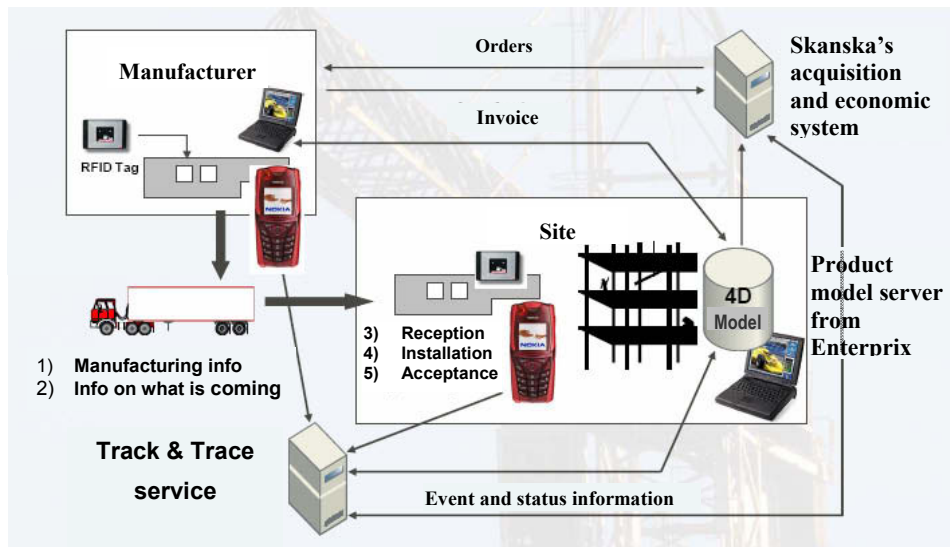 Orders
Skanska's
acquisition
and economic
system
Manufacturer
Invoice
RFID Tag
NOKIA
Site
4D
Model
Product
model server
from
Enterprix
NOKIA
3) Reception
4) Installation
5) Acceptance
1) Manufacturing info
2) Info on what is coming
Track & Trace
service
Event and status information